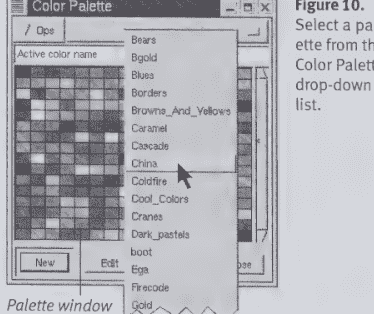 Color Palette
Ops
Active color name
Bears
Bgold
Blues
Borders
Browns_And_Yellows
Caramel
Cascade
China
Coldfire
Cool_Colors
Cranes
Dark_pastels
boot
Ega
Firecode
Gold
New
Edit
ose
Palette window
Figure 10.
Select a pa
ette from th
Color Palett
drop-down
list.